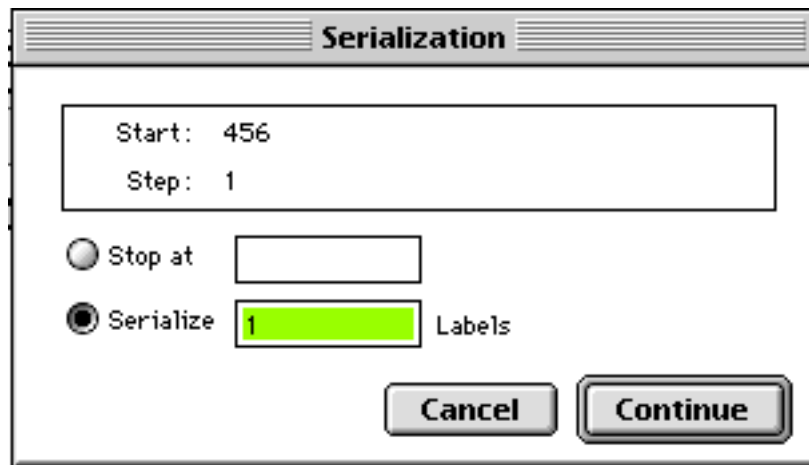 Serialization
Start: 456
Step: 1
Stop at
Serialize 1 Labels
Cancel Continue